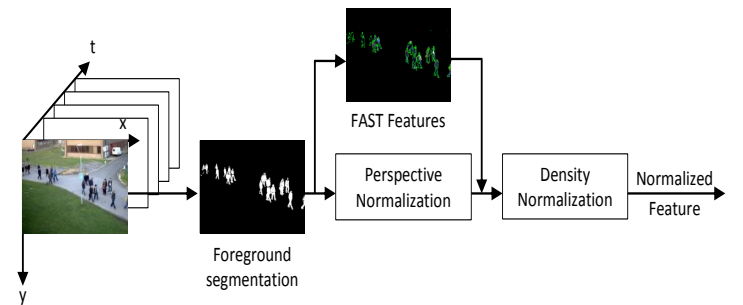 t
x
FAST Features
Perspective
Normalization
Density
Normalization
Normalized
Feature
Foreground
segmentation
y